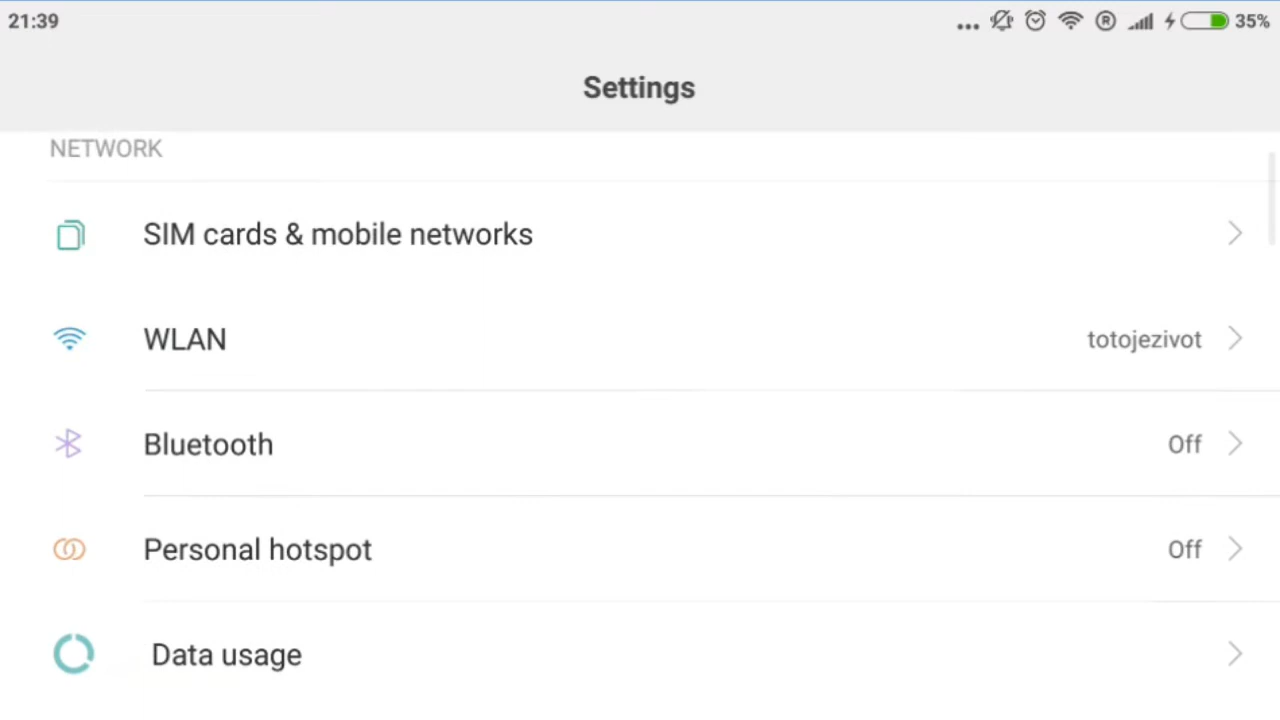 21:39 ... R 35%
Settings
NETWORK
SIM cards & mobile networks
WLAN totojezivot
Bluetooth Off
Personal hotspot Off
Data usage